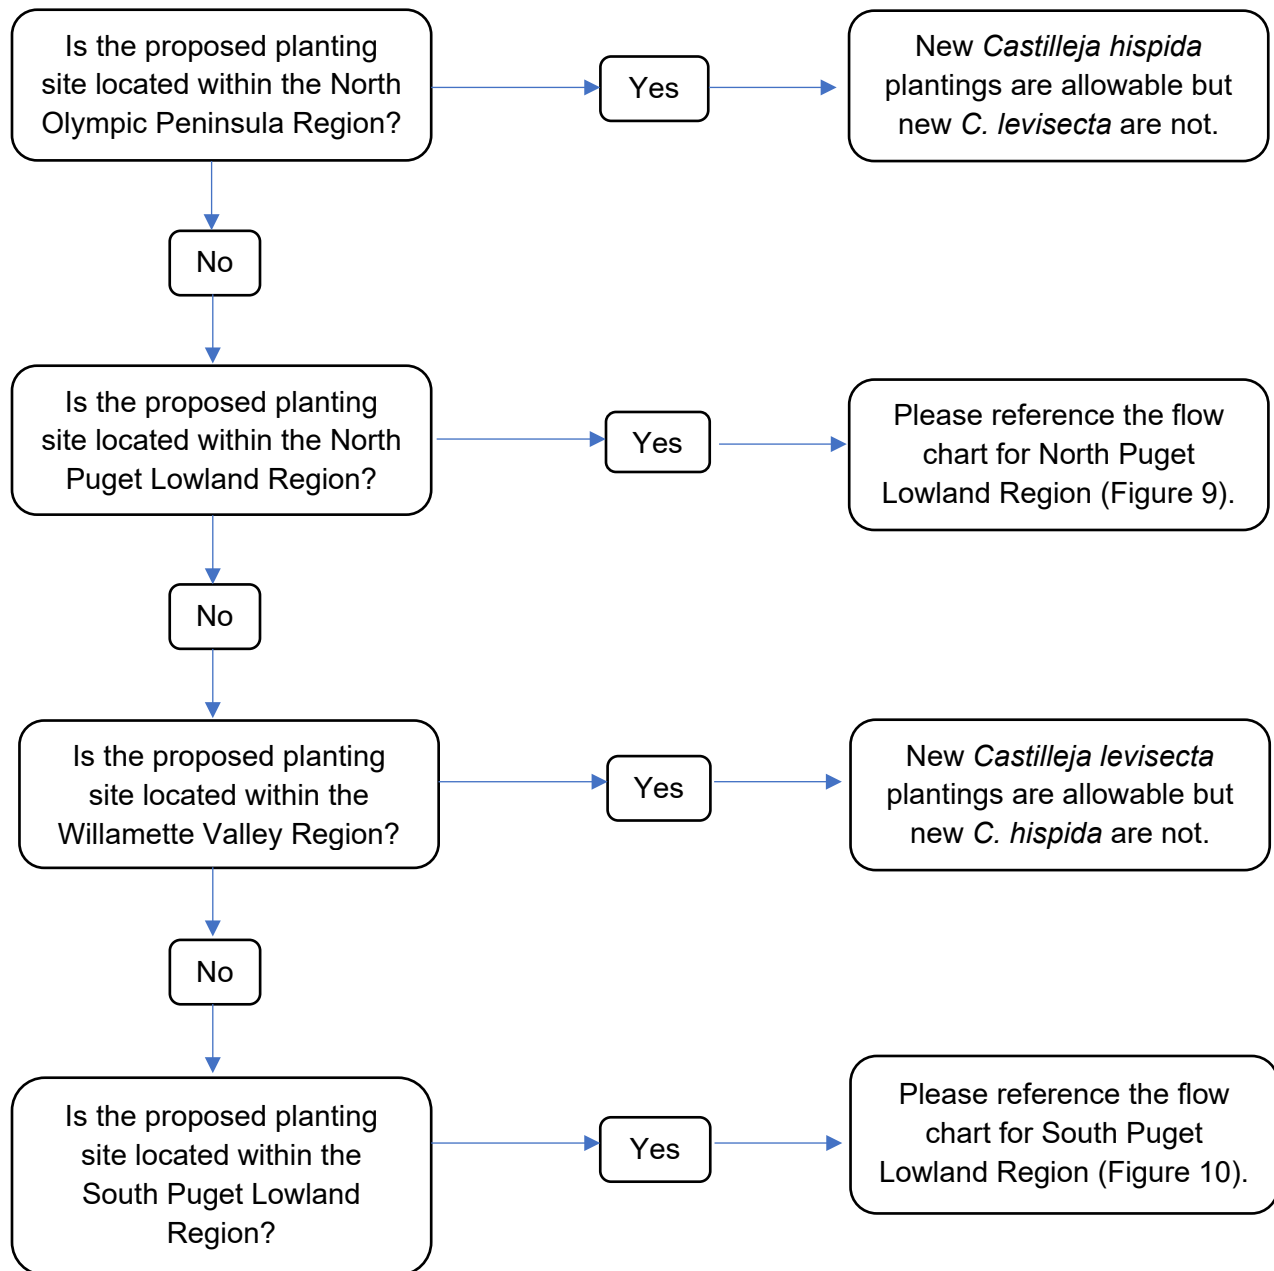 Is the proposed planting
site located within the North
Olympic Peninsula Region?
Yes
New Castilleja hispida
plantings are allowable but
new C. levisecta are not.
No
Is the proposed planting
site located within the North
Puget Lowland Region?
Yes
Please reference the flow
chart for North Puget
Lowland Region (Figure 9).
No
Is the proposed planting
site located within the
Willamette Valley Region?
Yes
New Castilleja levisecta
plantings are allowable but
new C. hispida are not.
No
Is the proposed planting
site located within the
South Puget Lowland
Region?
Yes
Please reference the flow
chart for South Puget
Lowland Region (Figure 10).